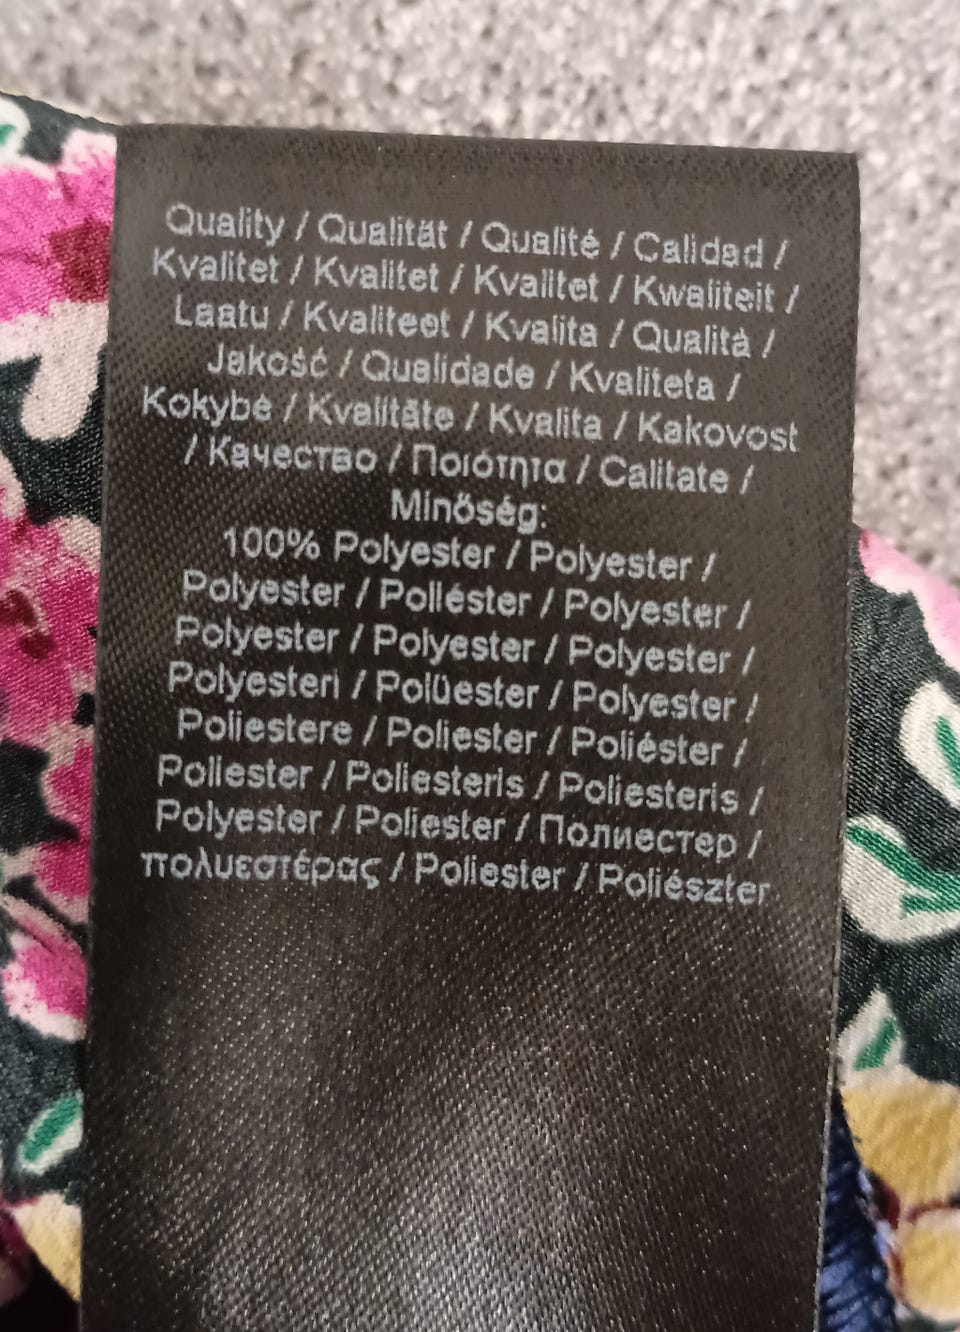 Quality / Qualität / Qualité / Calidad /
Kvalitet / Kvalitet / Kvalitet / Kwaliteit /
Laatu / Kvaliteet / Kvalita / Qualità /
Jakość / Qualidade / Kvaliteta /
Kokybė / Kvalitāte / Kvalita / Kakovost
/ Качество / Ποιότητα / Calitate /
Minőség:
100% Polyester / Polyester /
Polyester / Poliéster / Polyester /
Polyester / Polyester / Polyester /
Polyesteri / Polüester / Polyester /
Poliestere / Poliester / Poliéster /
Poliester / Poliesteris / Poliesteris /
Polyester / Poliester / Полиестер /
πολυεστέρας / Poliester / Poliészter